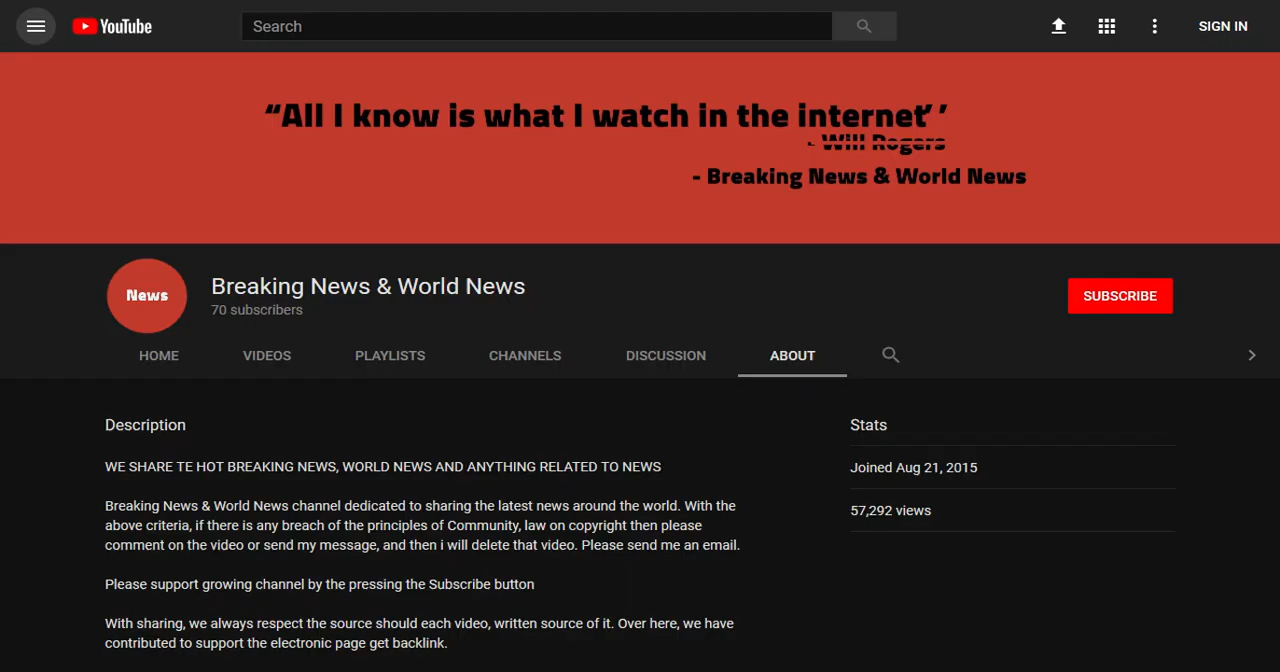 YouTube
Search
SIGN IN
“All I know is what I watch in the internet’’
- Will Rogers
- Breaking News & World News
News
Breaking News & World News
70 subscribers
SUBSCRIBE
HOME VIDEOS PLAYLISTS CHANNELS DISCUSSION ABOUT
Description
WE SHARE TE HOT BREAKING NEWS, WORLD NEWS AND ANYTHING RELATED TO NEWS
Breaking News & World News channel dedicated to sharing the latest news around the world. With the
above criteria, if there is any breach of the principles of Community, law on copyright then please
comment on the video or send my message, and then i will delete that video. Please send me an email.
Please support growing channel by the pressing the Subscribe button
With sharing, we always respect the source should each video, written source of it. Over here, we have
contributed to support the electronic page get backlink.
Stats
Joined Aug 21, 2015
57,292 views